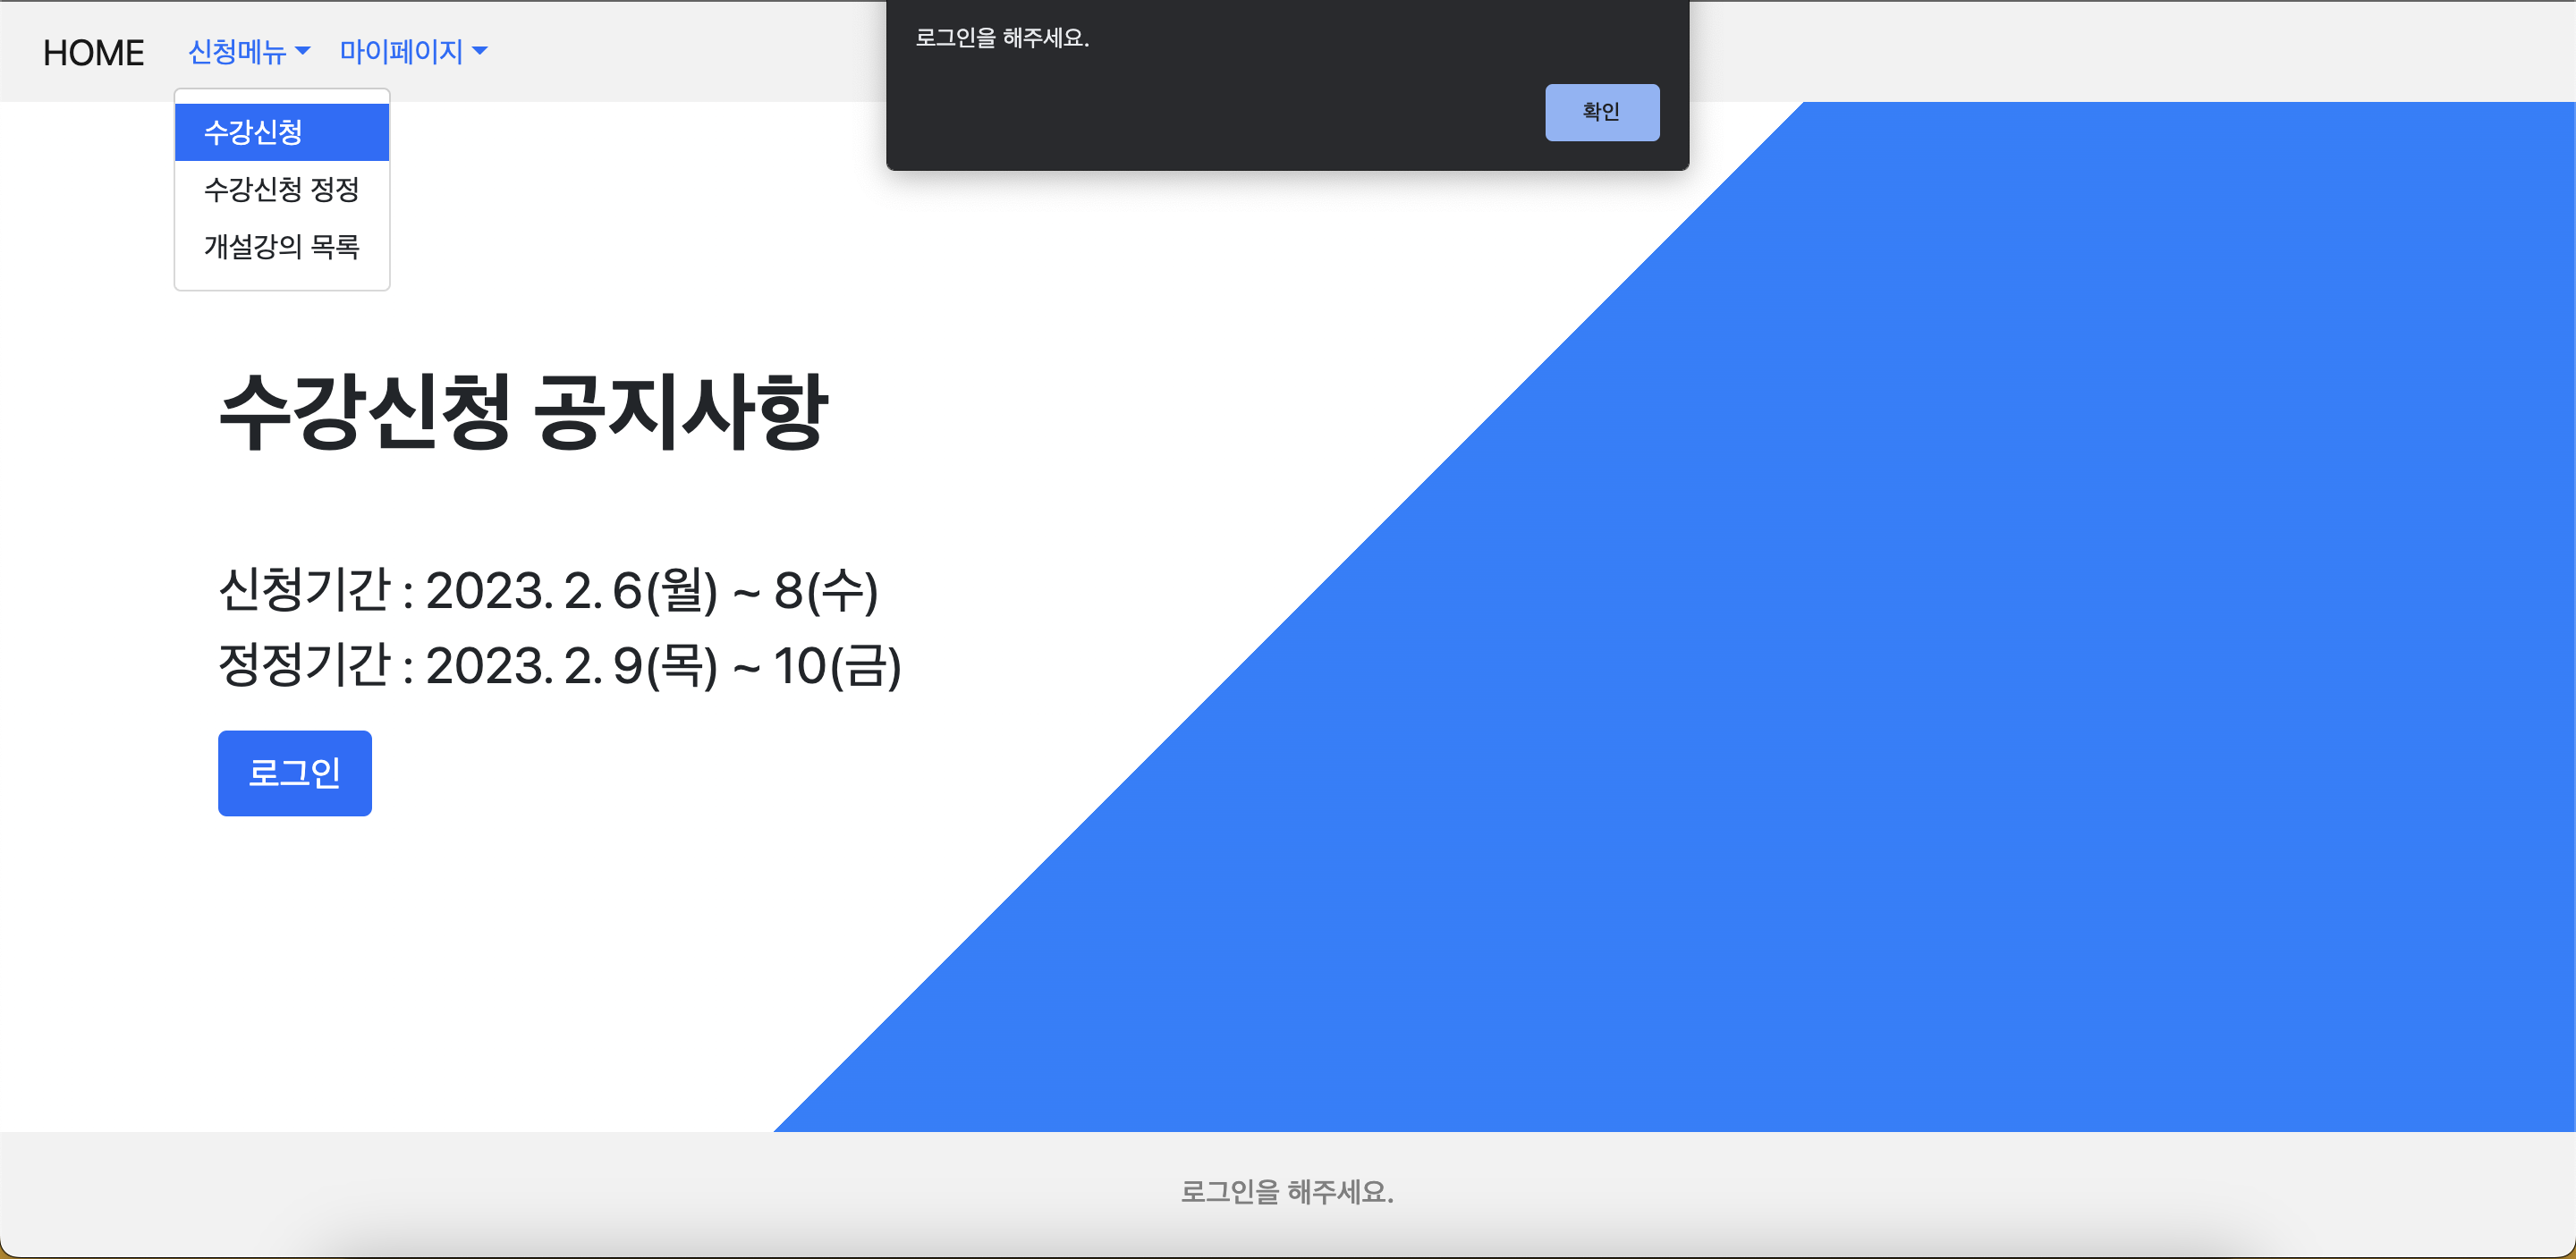 HOME 신청메뉴 마이페이지
로그인을 해주세요.
확인
수강신청
수강신청 정정
개설강의 목록
수강신청 공지사항
신청기간 : 2023. 2. 6(월) ~ 8(수)
정정기간 : 2023. 2. 9(목) ~ 10(금)
로그인
로그인을 해주세요.